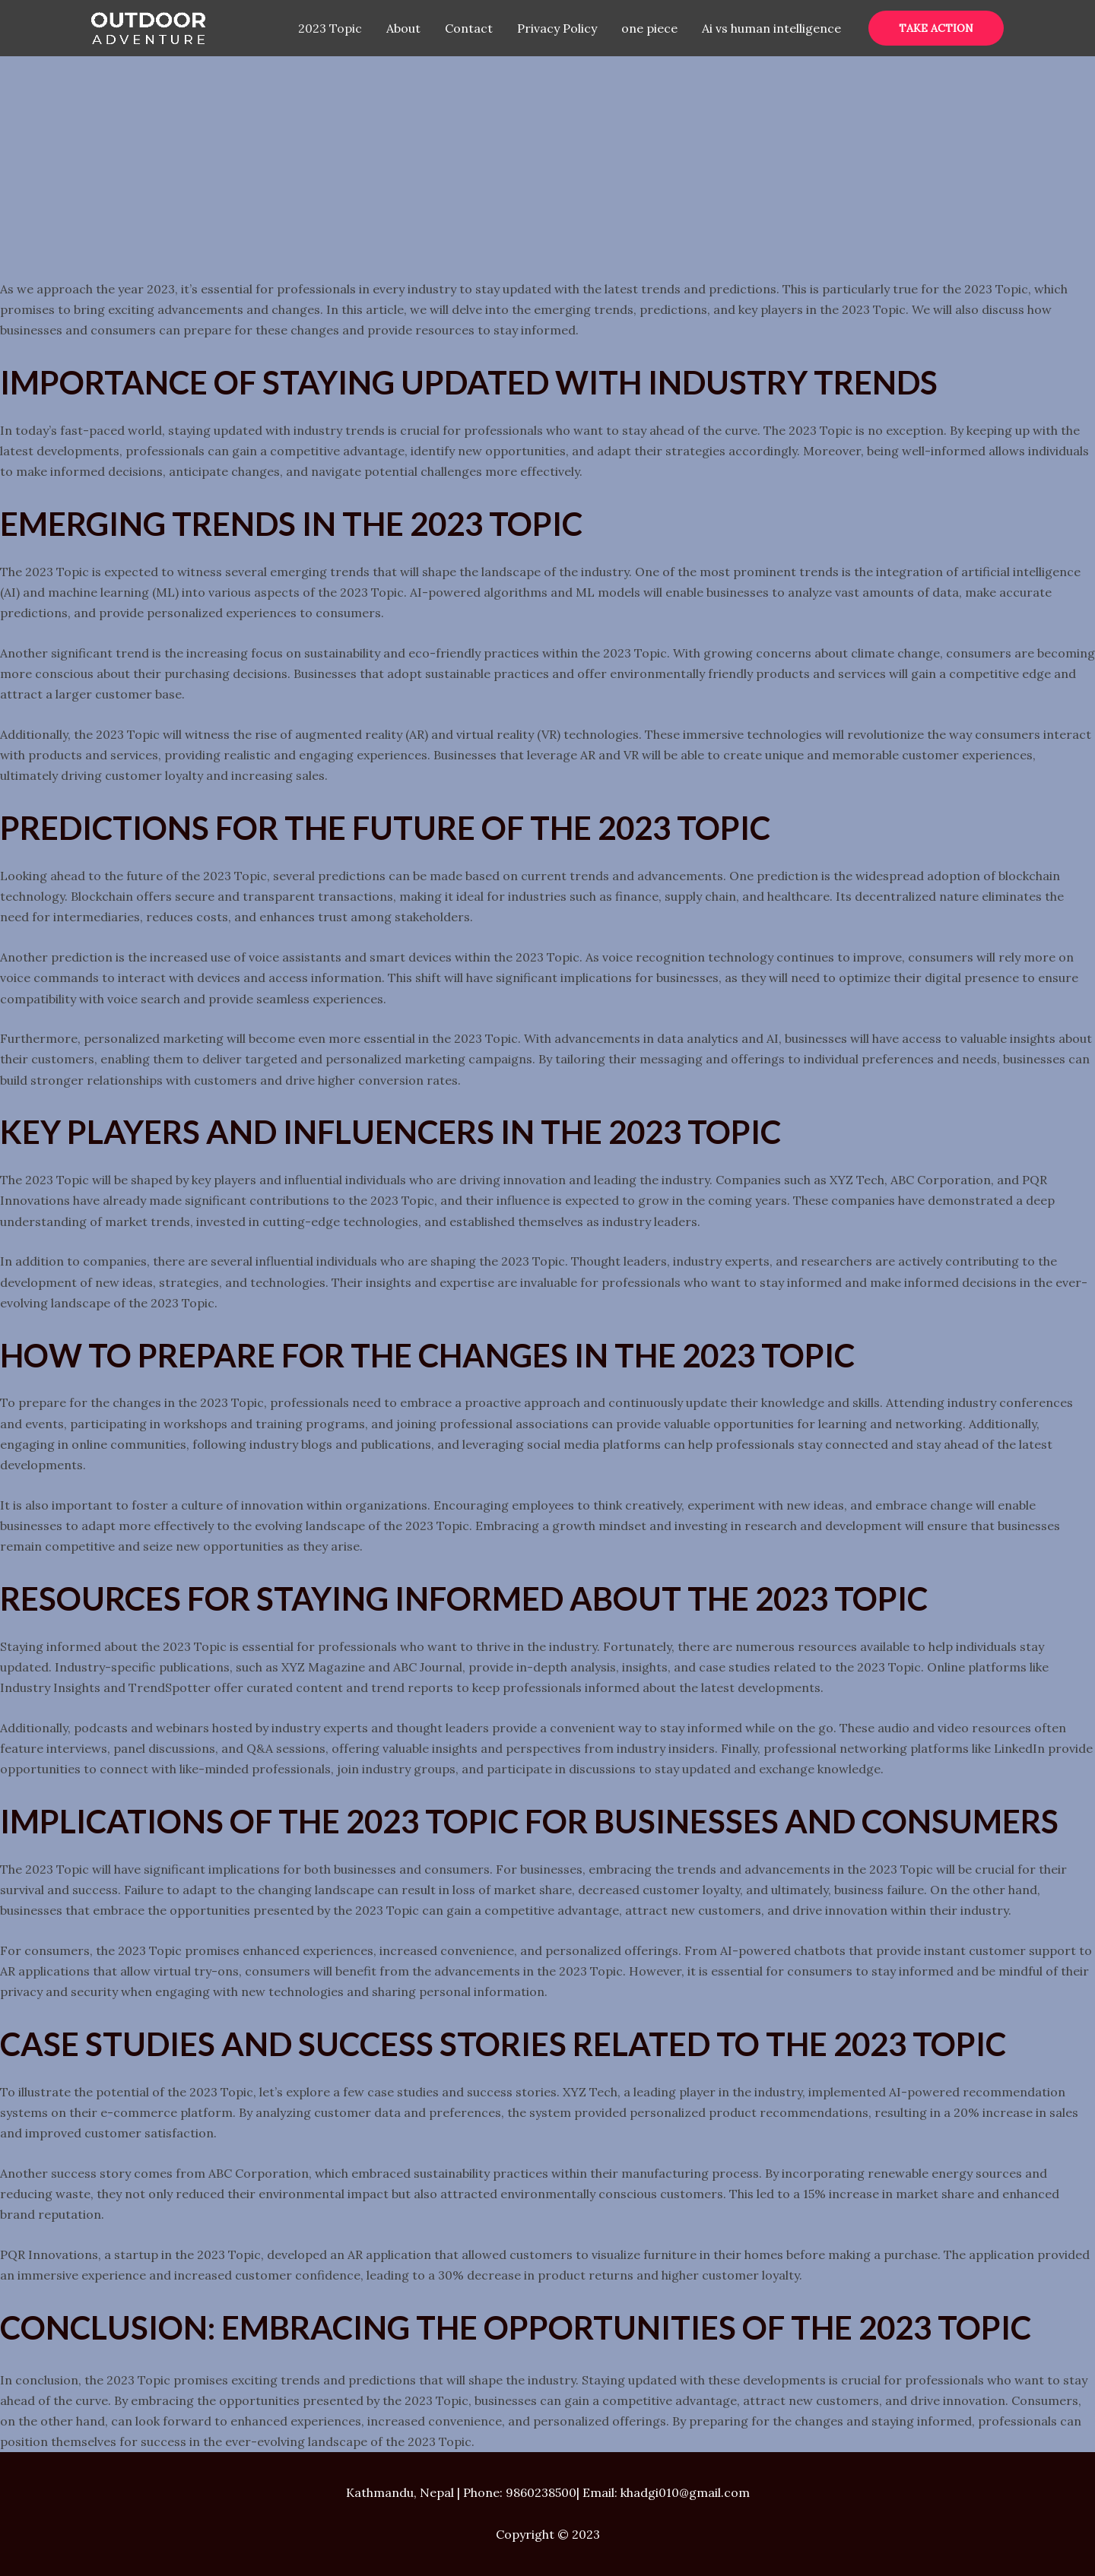 OUTDOOR
ADVENTURE
2023 Topic About Contact Privacy Policy one piece Ai vs human intelligence TAKE ACTION
As we approach the year 2023, it’s essential for professionals in every industry to stay updated with the latest trends and predictions. This is particularly true for the 2023 Topic, which
promises to bring exciting advancements and changes. In this article, we will delve into the emerging trends, predictions, and key players in the 2023 Topic. We will also discuss how
businesses and consumers can prepare for these changes and provide resources to stay informed.
IMPORTANCE OF STAYING UPDATED WITH INDUSTRY TRENDS
In today’s fast-paced world, staying updated with industry trends is crucial for professionals who want to stay ahead of the curve. The 2023 Topic is no exception. By keeping up with the
latest developments, professionals can gain a competitive advantage, identify new opportunities, and adapt their strategies accordingly. Moreover, being well-informed allows individuals
to make informed decisions, anticipate changes, and navigate potential challenges more effectively.
EMERGING TRENDS IN THE 2023 TOPIC
The 2023 Topic is expected to witness several emerging trends that will shape the landscape of the industry. One of the most prominent trends is the integration of artificial intelligence
(AI) and machine learning (ML) into various aspects of the 2023 Topic. AI-powered algorithms and ML models will enable businesses to analyze vast amounts of data, make accurate
predictions, and provide personalized experiences to consumers.
Another significant trend is the increasing focus on sustainability and eco-friendly practices within the 2023 Topic. With growing concerns about climate change, consumers are becoming
more conscious about their purchasing decisions. Businesses that adopt sustainable practices and offer environmentally friendly products and services will gain a competitive edge and
attract a larger customer base.
Additionally, the 2023 Topic will witness the rise of augmented reality (AR) and virtual reality (VR) technologies. These immersive technologies will revolutionize the way consumers interact
with products and services, providing realistic and engaging experiences. Businesses that leverage AR and VR will be able to create unique and memorable customer experiences,
ultimately driving customer loyalty and increasing sales.
PREDICTIONS FOR THE FUTURE OF THE 2023 TOPIC
Looking ahead to the future of the 2023 Topic, several predictions can be made based on current trends and advancements. One prediction is the widespread adoption of blockchain
technology. Blockchain offers secure and transparent transactions, making it ideal for industries such as finance, supply chain, and healthcare. Its decentralized nature eliminates the
need for intermediaries, reduces costs, and enhances trust among stakeholders.
Another prediction is the increased use of voice assistants and smart devices within the 2023 Topic. As voice recognition technology continues to improve, consumers will rely more on
voice commands to interact with devices and access information. This shift will have significant implications for businesses, as they will need to optimize their digital presence to ensure
compatibility with voice search and provide seamless experiences.
Furthermore, personalized marketing will become even more essential in the 2023 Topic. With advancements in data analytics and AI, businesses will have access to valuable insights about
their customers, enabling them to deliver targeted and personalized marketing campaigns. By tailoring their messaging and offerings to individual preferences and needs, businesses can
build stronger relationships with customers and drive higher conversion rates.
KEY PLAYERS AND INFLUENCERS IN THE 2023 TOPIC
The 2023 Topic will be shaped by key players and influential individuals who are driving innovation and leading the industry. Companies such as XYZ Tech, ABC Corporation, and PQR
Innovations have already made significant contributions to the 2023 Topic, and their influence is expected to grow in the coming years. These companies have demonstrated a deep
understanding of market trends, invested in cutting-edge technologies, and established themselves as industry leaders.
In addition to companies, there are several influential individuals who are shaping the 2023 Topic. Thought leaders, industry experts, and researchers are actively contributing to the
development of new ideas, strategies, and technologies. Their insights and expertise are invaluable for professionals who want to stay informed and make informed decisions in the ever-
evolving landscape of the 2023 Topic.
HOW TO PREPARE FOR THE CHANGES IN THE 2023 TOPIC
To prepare for the changes in the 2023 Topic, professionals need to embrace a proactive approach and continuously update their knowledge and skills. Attending industry conferences
and events, participating in workshops and training programs, and joining professional associations can provide valuable opportunities for learning and networking. Additionally,
engaging in online communities, following industry blogs and publications, and leveraging social media platforms can help professionals stay connected and stay ahead of the latest
developments.
It is also important to foster a culture of innovation within organizations. Encouraging employees to think creatively, experiment with new ideas, and embrace change will enable
businesses to adapt more effectively to the evolving landscape of the 2023 Topic. Embracing a growth mindset and investing in research and development will ensure that businesses
remain competitive and seize new opportunities as they arise.
RESOURCES FOR STAYING INFORMED ABOUT THE 2023 TOPIC
Staying informed about the 2023 Topic is essential for professionals who want to thrive in the industry. Fortunately, there are numerous resources available to help individuals stay
updated. Industry-specific publications, such as XYZ Magazine and ABC Journal, provide in-depth analysis, insights, and case studies related to the 2023 Topic. Online platforms like
Industry Insights and TrendSpotter offer curated content and trend reports to keep professionals informed about the latest developments.
Additionally, podcasts and webinars hosted by industry experts and thought leaders provide a convenient way to stay informed while on the go. These audio and video resources often
feature interviews, panel discussions, and Q&A sessions, offering valuable insights and perspectives from industry insiders. Finally, professional networking platforms like LinkedIn provide
opportunities to connect with like-minded professionals, join industry groups, and participate in discussions to stay updated and exchange knowledge.
IMPLICATIONS OF THE 2023 TOPIC FOR BUSINESSES AND CONSUMERS
The 2023 Topic will have significant implications for both businesses and consumers. For businesses, embracing the trends and advancements in the 2023 Topic will be crucial for their
survival and success. Failure to adapt to the changing landscape can result in loss of market share, decreased customer loyalty, and ultimately, business failure. On the other hand,
businesses that embrace the opportunities presented by the 2023 Topic can gain a competitive advantage, attract new customers, and drive innovation within their industry.
For consumers, the 2023 Topic promises enhanced experiences, increased convenience, and personalized offerings. From AI-powered chatbots that provide instant customer support to
AR applications that allow virtual try-ons, consumers will benefit from the advancements in the 2023 Topic. However, it is essential for consumers to stay informed and be mindful of their
privacy and security when engaging with new technologies and sharing personal information.
CASE STUDIES AND SUCCESS STORIES RELATED TO THE 2023 TOPIC
To illustrate the potential of the 2023 Topic, let’s explore a few case studies and success stories. XYZ Tech, a leading player in the industry, implemented AI-powered recommendation
systems on their e-commerce platform. By analyzing customer data and preferences, the system provided personalized product recommendations, resulting in a 20% increase in sales
and improved customer satisfaction.
Another success story comes from ABC Corporation, which embraced sustainability practices within their manufacturing process. By incorporating renewable energy sources and
reducing waste, they not only reduced their environmental impact but also attracted environmentally conscious customers. This led to a 15% increase in market share and enhanced
brand reputation.
PQR Innovations, a startup in the 2023 Topic, developed an AR application that allowed customers to visualize furniture in their homes before making a purchase. The application provided
an immersive experience and increased customer confidence, leading to a 30% decrease in product returns and higher customer loyalty.
CONCLUSION: EMBRACING THE OPPORTUNITIES OF THE 2023 TOPIC
In conclusion, the 2023 Topic promises exciting trends and predictions that will shape the industry. Staying updated with these developments is crucial for professionals who want to stay
ahead of the curve. By embracing the opportunities presented by the 2023 Topic, businesses can gain a competitive advantage, attract new customers, and drive innovation. Consumers,
on the other hand, can look forward to enhanced experiences, increased convenience, and personalized offerings. By preparing for the changes and staying informed, professionals can
position themselves for success in the ever-evolving landscape of the 2023 Topic.
Kathmandu, Nepal | Phone: 9860238500| Email: khadgi010@gmail.com
Copyright © 2023